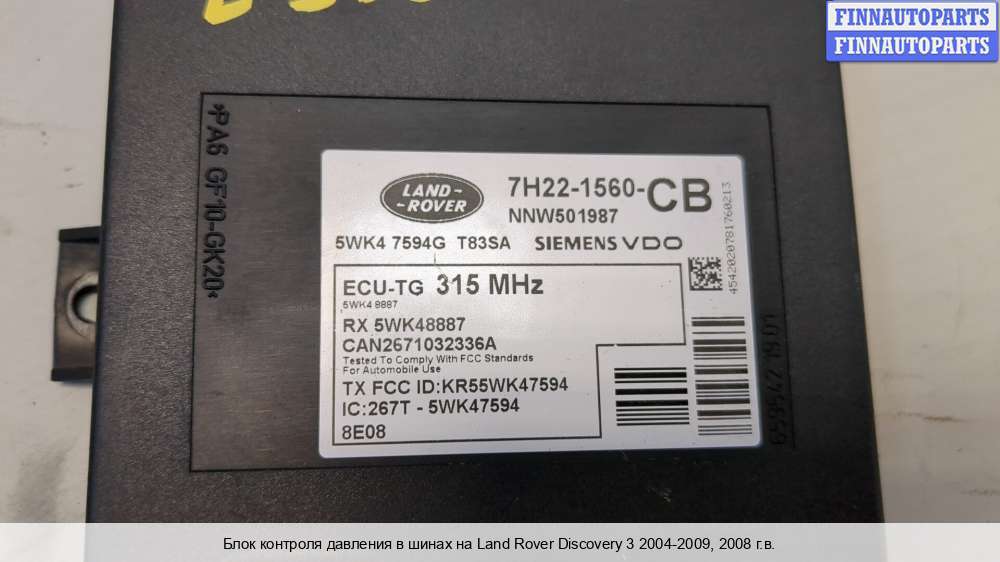 FINNAUTOPARTS
FINNAUTOPARTS
>PA6 GF10-GK20<
LAND-
ROVER
7H22-1560-CB
NNW501987
5WK4 7594G T83SA SIEMENS VDO
ECU-TG 315 MHz
5WK4 8887
RX 5WK48887
CAN2671032336A
Tested To Comply With FCC Standards
For Automobile Use
TX FCC ID:KR55WK47594
IC:267T - 5WK47594
8E08
4542020781760213
Блок контроля давления в шинах на Land Rover Discovery 3 2004-2009, 2008 г.в.